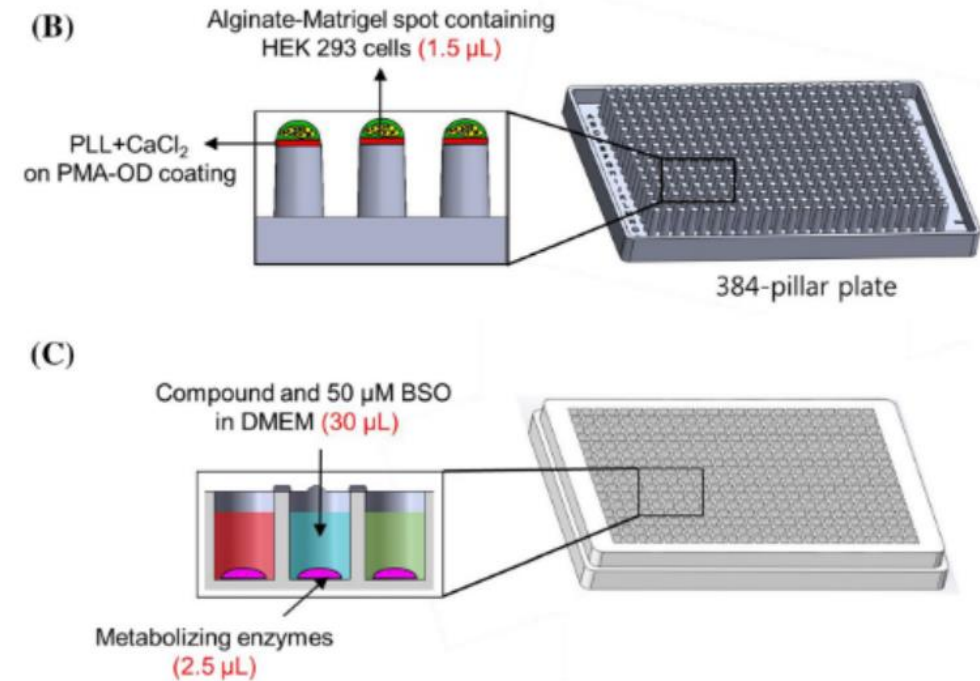 (B)
Alginate-Matrigel spot containing
HEK 293 cells (1.5 µL)
PLL+CaCl₂
on PMA-OD coating
384-pillar plate
(C)
Compound and 50 µM BSO
in DMEM (30 µL)
Metabolizing enzymes
(2.5 µL)